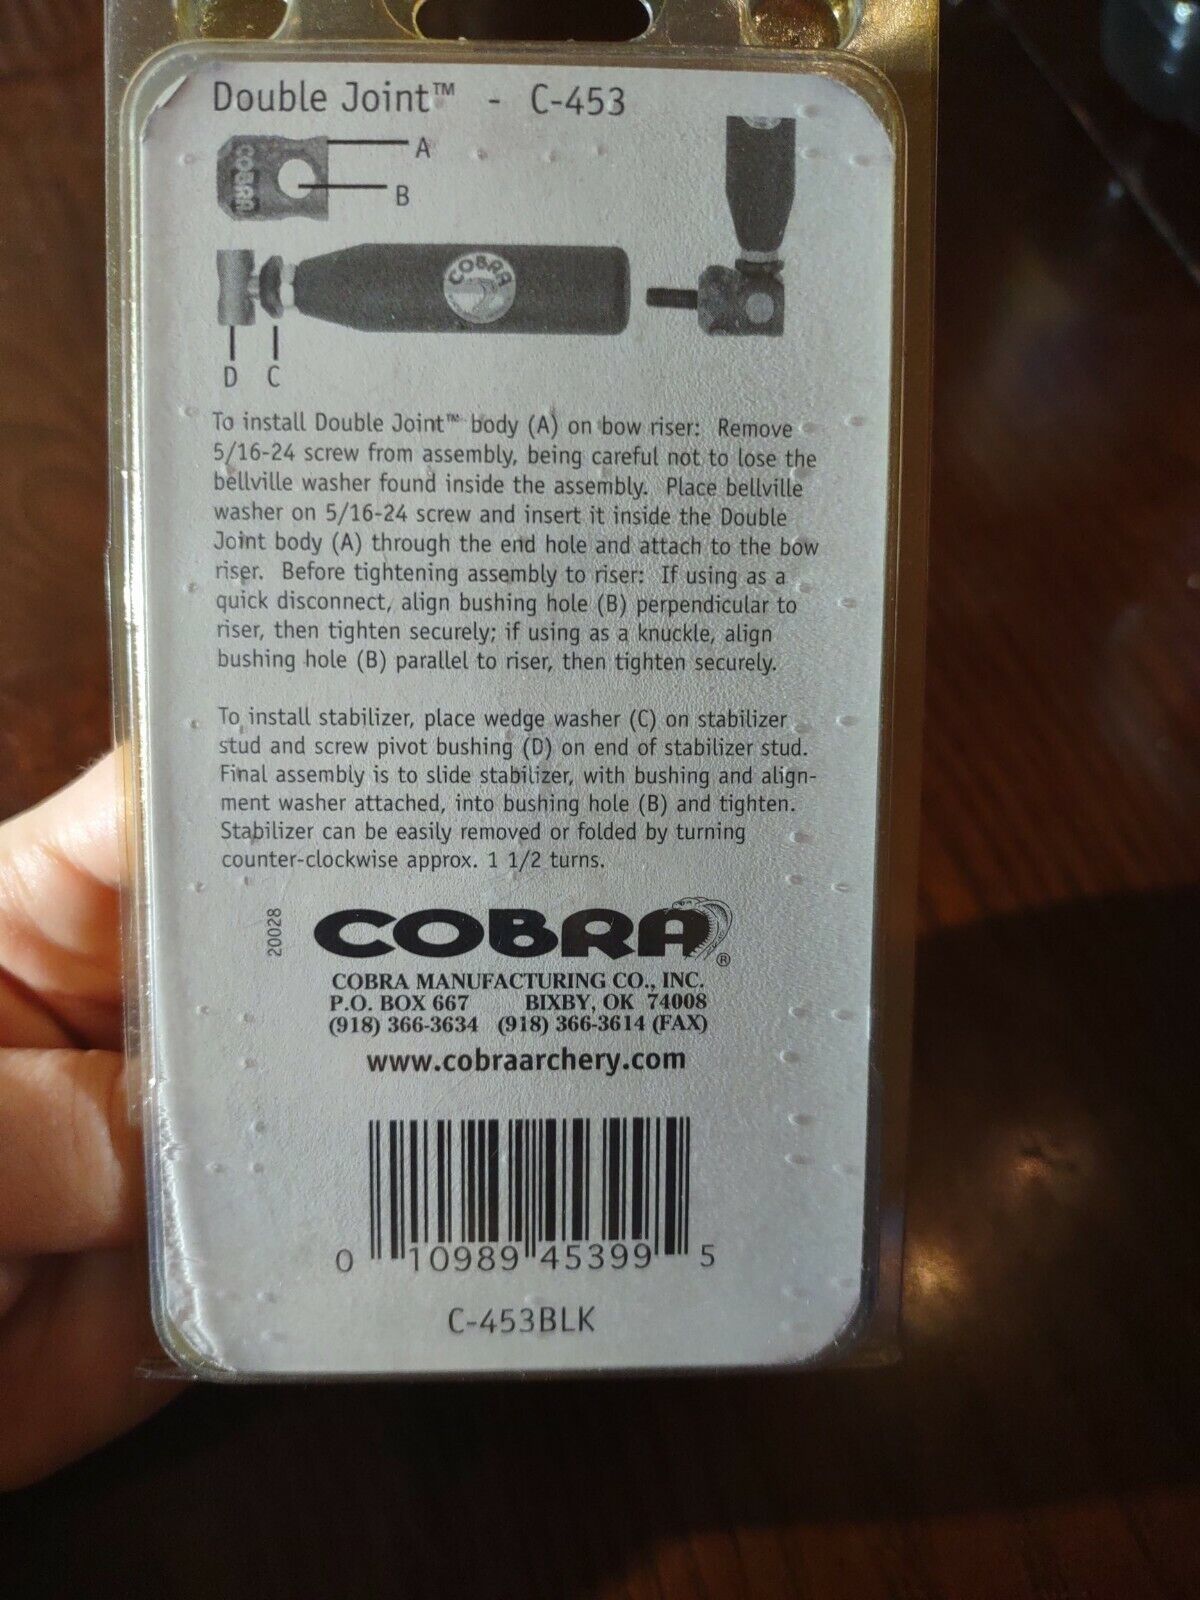 Double Joint™ - C-453
COBRA
A
B
COBRA
D C
To install Double Joint™ body (A) on bow riser: Remove
5/16-24 screw from assembly, being careful not to lose the
bellville washer found inside the assembly. Place bellville
washer on 5/16-24 screw and insert it inside the Double
Joint body (A) through the end hole and attach to the bow
riser. Before tightening assembly to riser: If using as a
quick disconnect, align bushing hole (B) perpendicular to
riser, then tighten securely; if using as a knuckle, align
bushing hole (B) parallel to riser, then tighten securely.
To install stabilizer, place wedge washer (C) on stabilizer
stud and screw pivot bushing (D) on end of stabilizer stud.
Final assembly is to slide stabilizer, with bushing and align-
ment washer attached, into bushing hole (B) and tighten.
Stabilizer can be easily removed or folded by turning
counter-clockwise approx. 1 1/2 turns.
20028
COBRA®
COBRA MANUFACTURING CO., INC.
P.O. BOX 667 BIXBY, OK 74008
(918) 366-3634 (918) 366-3614 (FAX)
www.cobraarchery.com
0 10989 45399 5
C-453BLK